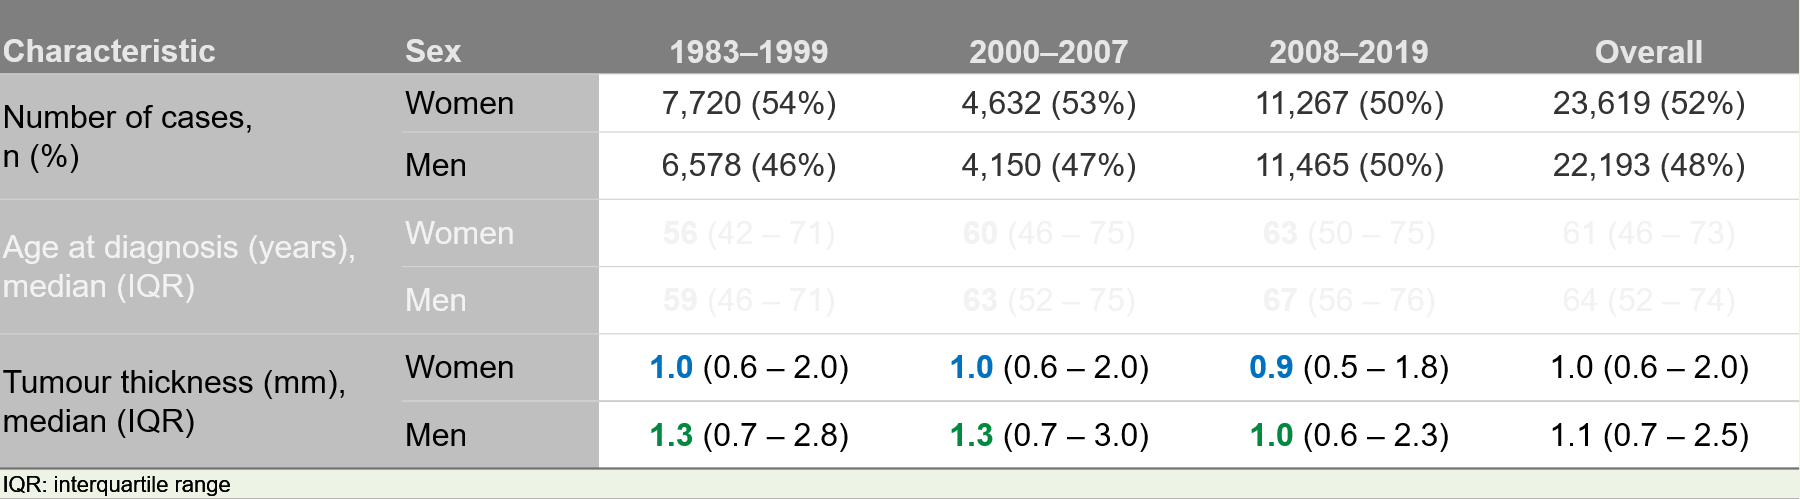 Characteristic Sex 1983–1999 2000–2007 2008–2019 Overall
Number of cases, n (%) Women 7,720 (54%) 4,632 (53%) 11,267 (50%) 23,619 (52%)
Men 6,578 (46%) 4,150 (47%) 11,465 (50%) 22,193 (48%)
Age at diagnosis (years), median (IQR) Women 56 (42 – 71) 60 (46 – 75) 63 (50 – 75) 61 (46 – 73)
Men 59 (46 – 71) 63 (52 – 75) 67 (56 – 76) 64 (52 – 74)
Tumour thickness (mm), median (IQR) Women 1.0 (0.6 – 2.0) 1.0 (0.6 – 2.0) 0.9 (0.5 – 1.8) 1.0 (0.6 – 2.0)
Men 1.3 (0.7 – 2.8) 1.3 (0.7 – 3.0) 1.0 (0.6 – 2.3) 1.1 (0.7 – 2.5)
IQR: interquartile range